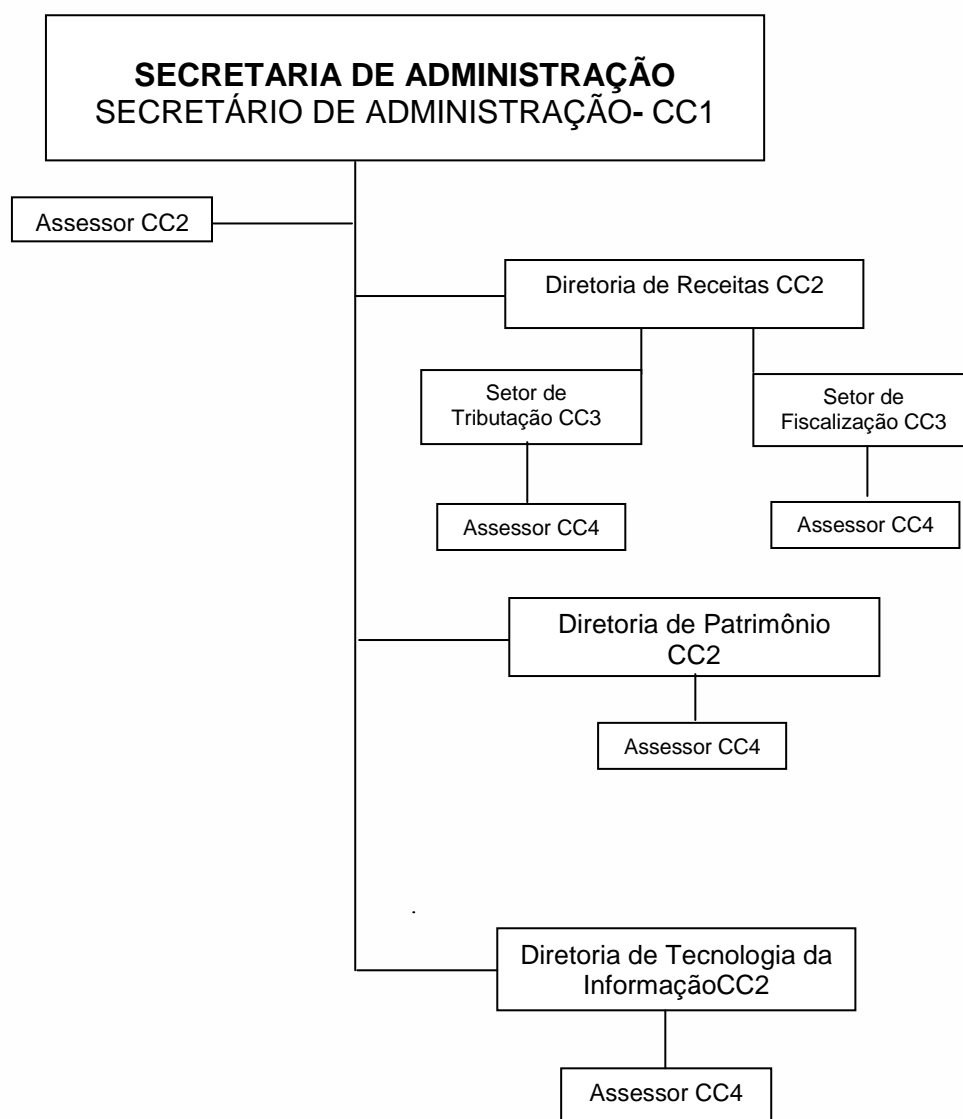 SECRETARIA DE ADMINISTRAÇÃO
SECRETÁRIO DE ADMINISTRAÇÃO- CC1
Assessor CC2
Diretoria de Receitas CC2
Setor de
Tributação CC3
Setor de
Fiscalização CC3
Assessor CC4
Assessor CC4
Diretoria de Patrimônio
CC2
Assessor CC4
.
Diretoria de Tecnologia da
InformaçãoCC2
Assessor CC4